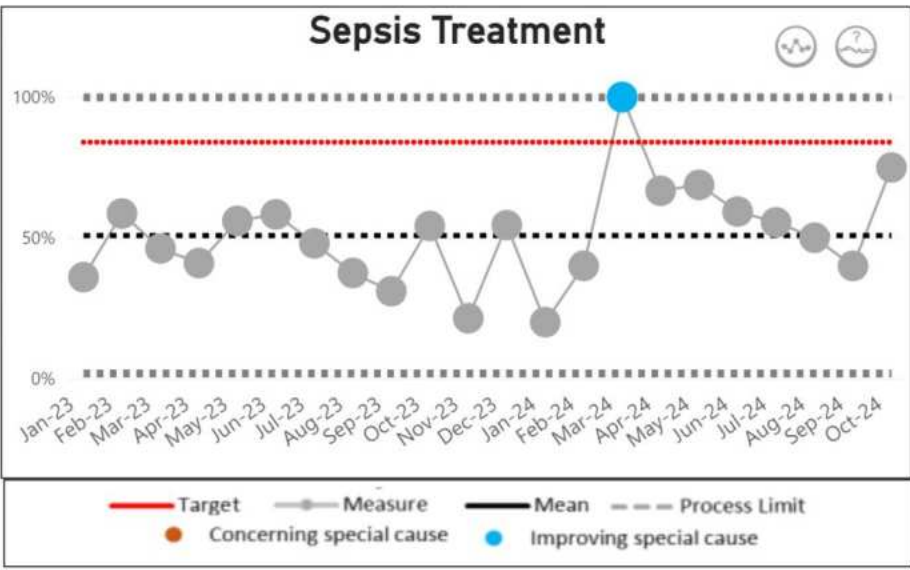 Sepsis Treatment
?
100%
50%
0%
Jan-23 Feb-23 Mar-23 Apr-23 May-23 Jun-23 Jul-23 Aug-23 Sep-23 Oct-23 Nov-23 Dec-23 Jan-24 Feb-24 Mar-24 Apr-24 May-24 Jun-24 Jul-24 Aug-24 Sep-24 Oct-24
Target Measure Mean Process Limit
Concerning special cause Improving special cause